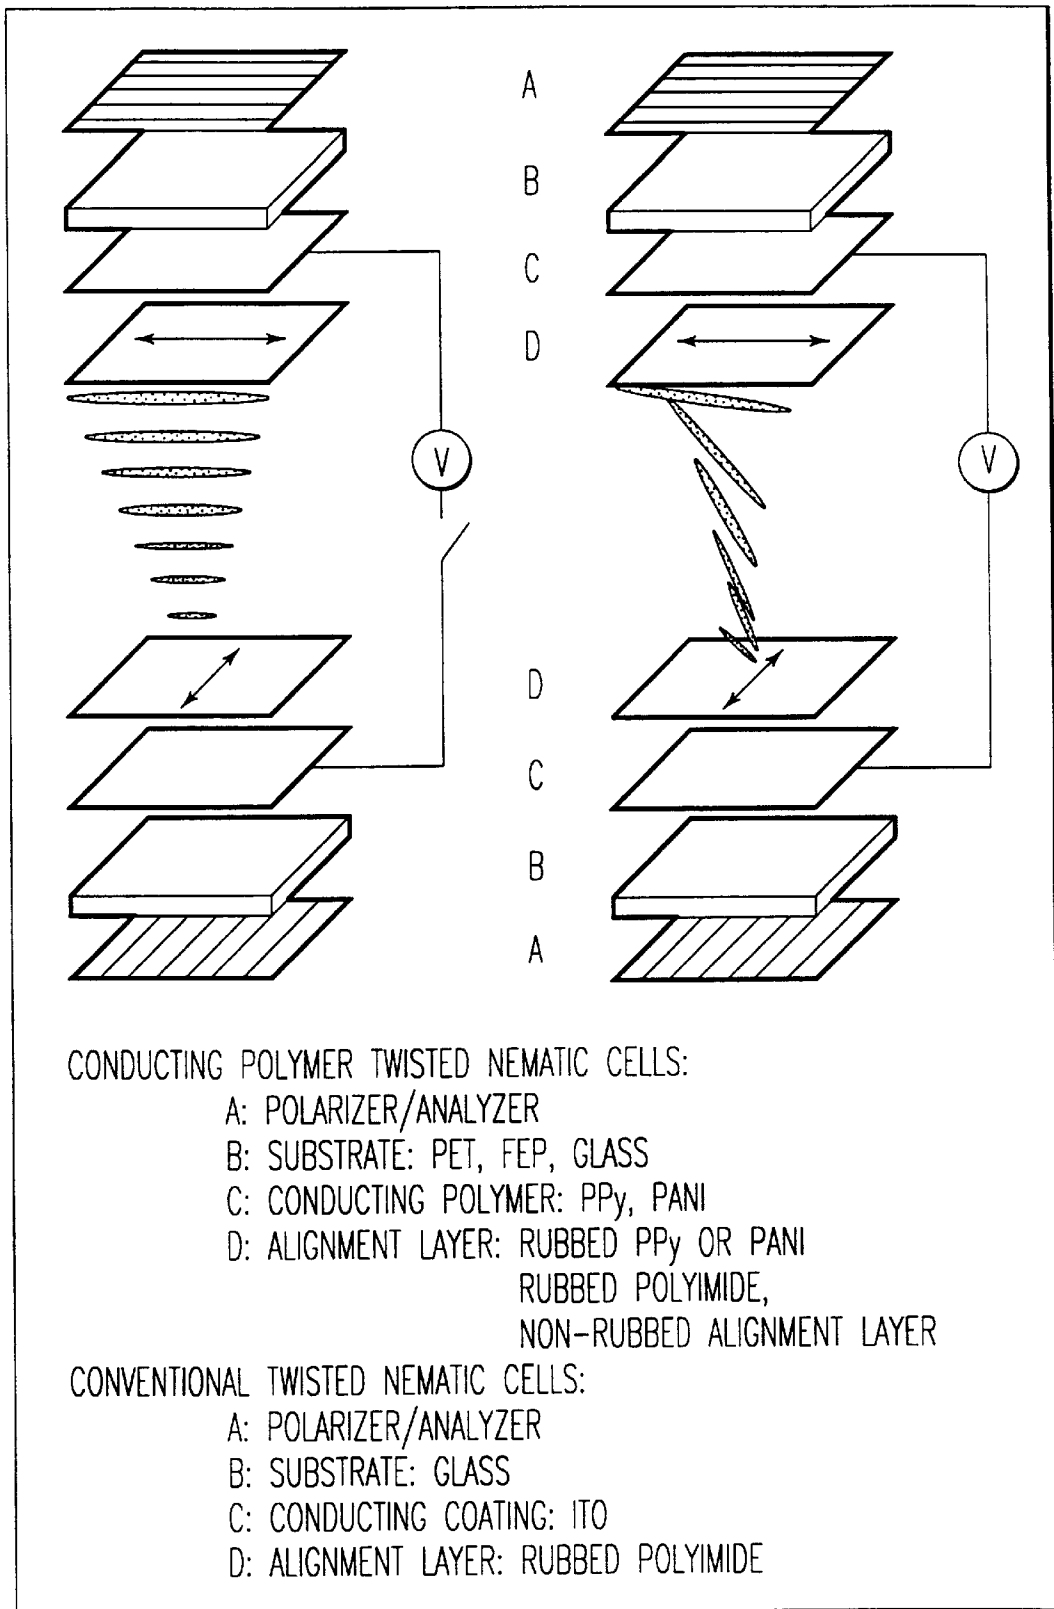 A
B
C
D
V
V
D
C
B
A
CONDUCTING POLYMER TWISTED NEMATIC CELLS:
A: POLARIZER/ANALYZER
B: SUBSTRATE: PET, FEP, GLASS
C: CONDUCTING POLYMER: PPy, PANI
D: ALIGNMENT LAYER: RUBBED PPy OR PANI
RUBBED POLYIMIDE,
NON-RUBBED ALIGNMENT LAYER
CONVENTIONAL TWISTED NEMATIC CELLS:
A: POLARIZER/ANALYZER
B: SUBSTRATE: GLASS
C: CONDUCTING COATING: ITO
D: ALIGNMENT LAYER: RUBBED POLYIMIDE